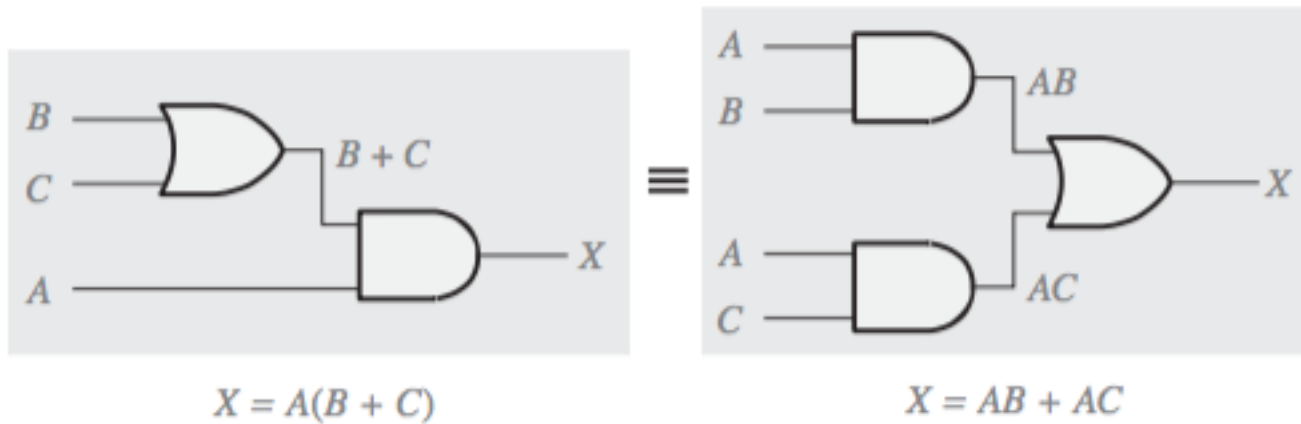 B
C
B + C
A
X
X = A(B + C)
≡
A
B
AB
X
A
AC
C
X = AB + AC